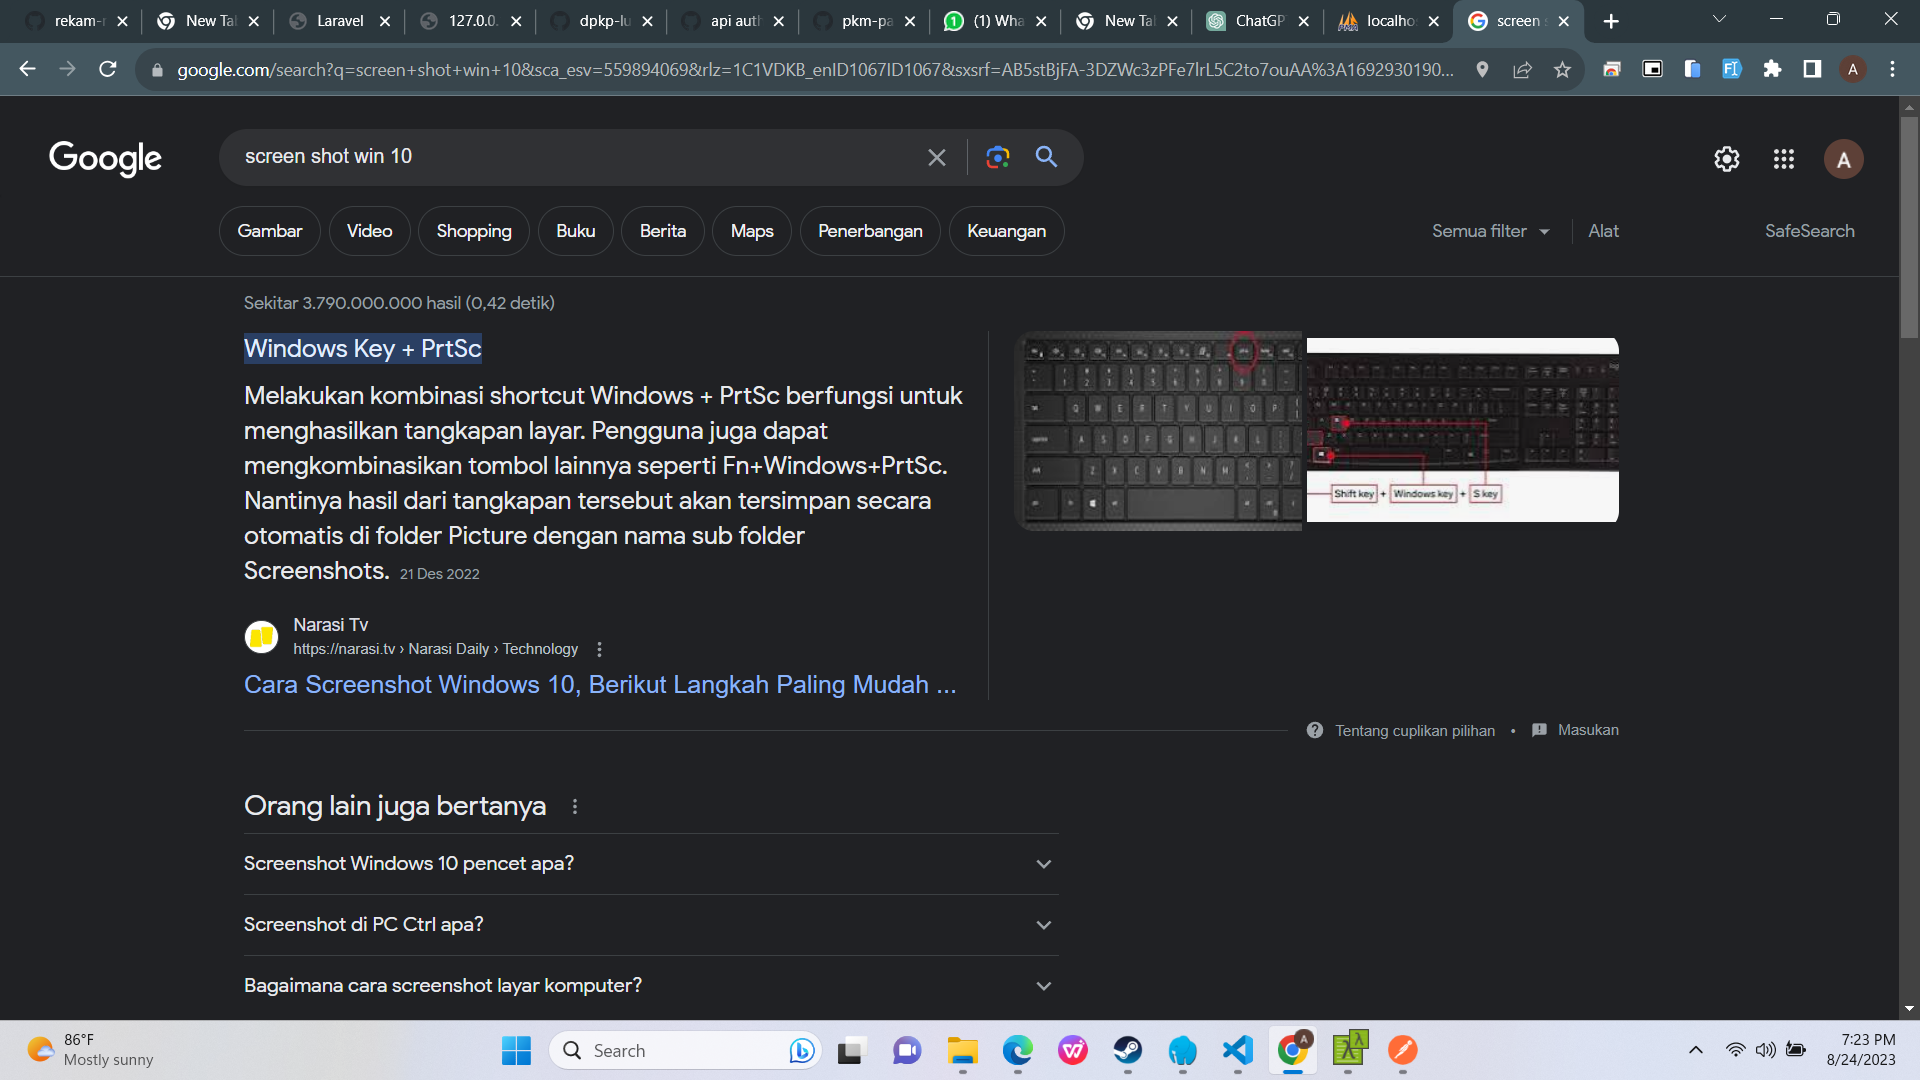 rekam-r
New Tal
Laravel
127.0.0.
dpkp-lu
api auth
pkm-pa
(1) Wha
New Tal
ChatGP
localhos
screen s
google.com/search?q=screen+shot+win+10&sca_esv=559894069&rlz=1C1VDKB_enID1067ID1067&sxsrf=AB5stBjFA-3DZWc3zPFe7lrL5C2to7ouAA%3A1692930190...
A
Google
screen shot win 10
A
Gambar
Video
Shopping
Buku
Berita
Maps
Penerbangan
Keuangan
Semua filter
Alat
SafeSearch
Sekitar 3.790.000.000 hasil (0,42 detik)
Windows Key + PrtSc
Melakukan kombinasi shortcut Windows + PrtSc berfungsi untuk
menghasilkan tangkapan layar. Pengguna juga dapat
mengkombinasikan tombol lainnya seperti Fn+Windows+PrtSc.
Nantinya hasil dari tangkapan tersebut akan tersimpan secara
otomatis di folder Picture dengan nama sub folder
Screenshots. 21 Des 2022
Shift key + Windows key + S key
Narasi Tv
https://narasi.tv › Narasi Daily › Technology
Cara Screenshot Windows 10, Berikut Langkah Paling Mudah ...
Tentang cuplikan pilihan • Masukan
Orang lain juga bertanya
Screenshot Windows 10 pencet apa?
Screenshot di PC Ctrl apa?
Bagaimana cara screenshot layar komputer?
86°F
Mostly sunny
Search
7:23 PM
8/24/2023